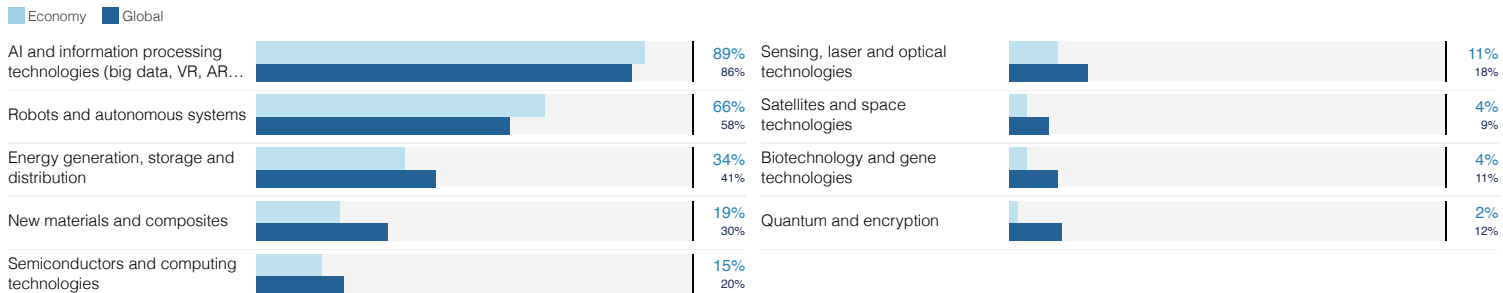 Economy Global
AI and information processing
technologies (big data, VR, AR...
89%
86%
Robots and autonomous systems
66%
58%
Energy generation, storage and
distribution
34%
41%
New materials and composites
19%
30%
Semiconductors and computing
technologies
15%
20%
Sensing, laser and optical
technologies
11%
18%
Satellites and space
technologies
4%
9%
Biotechnology and gene
technologies
4%
11%
Quantum and encryption
2%
12%